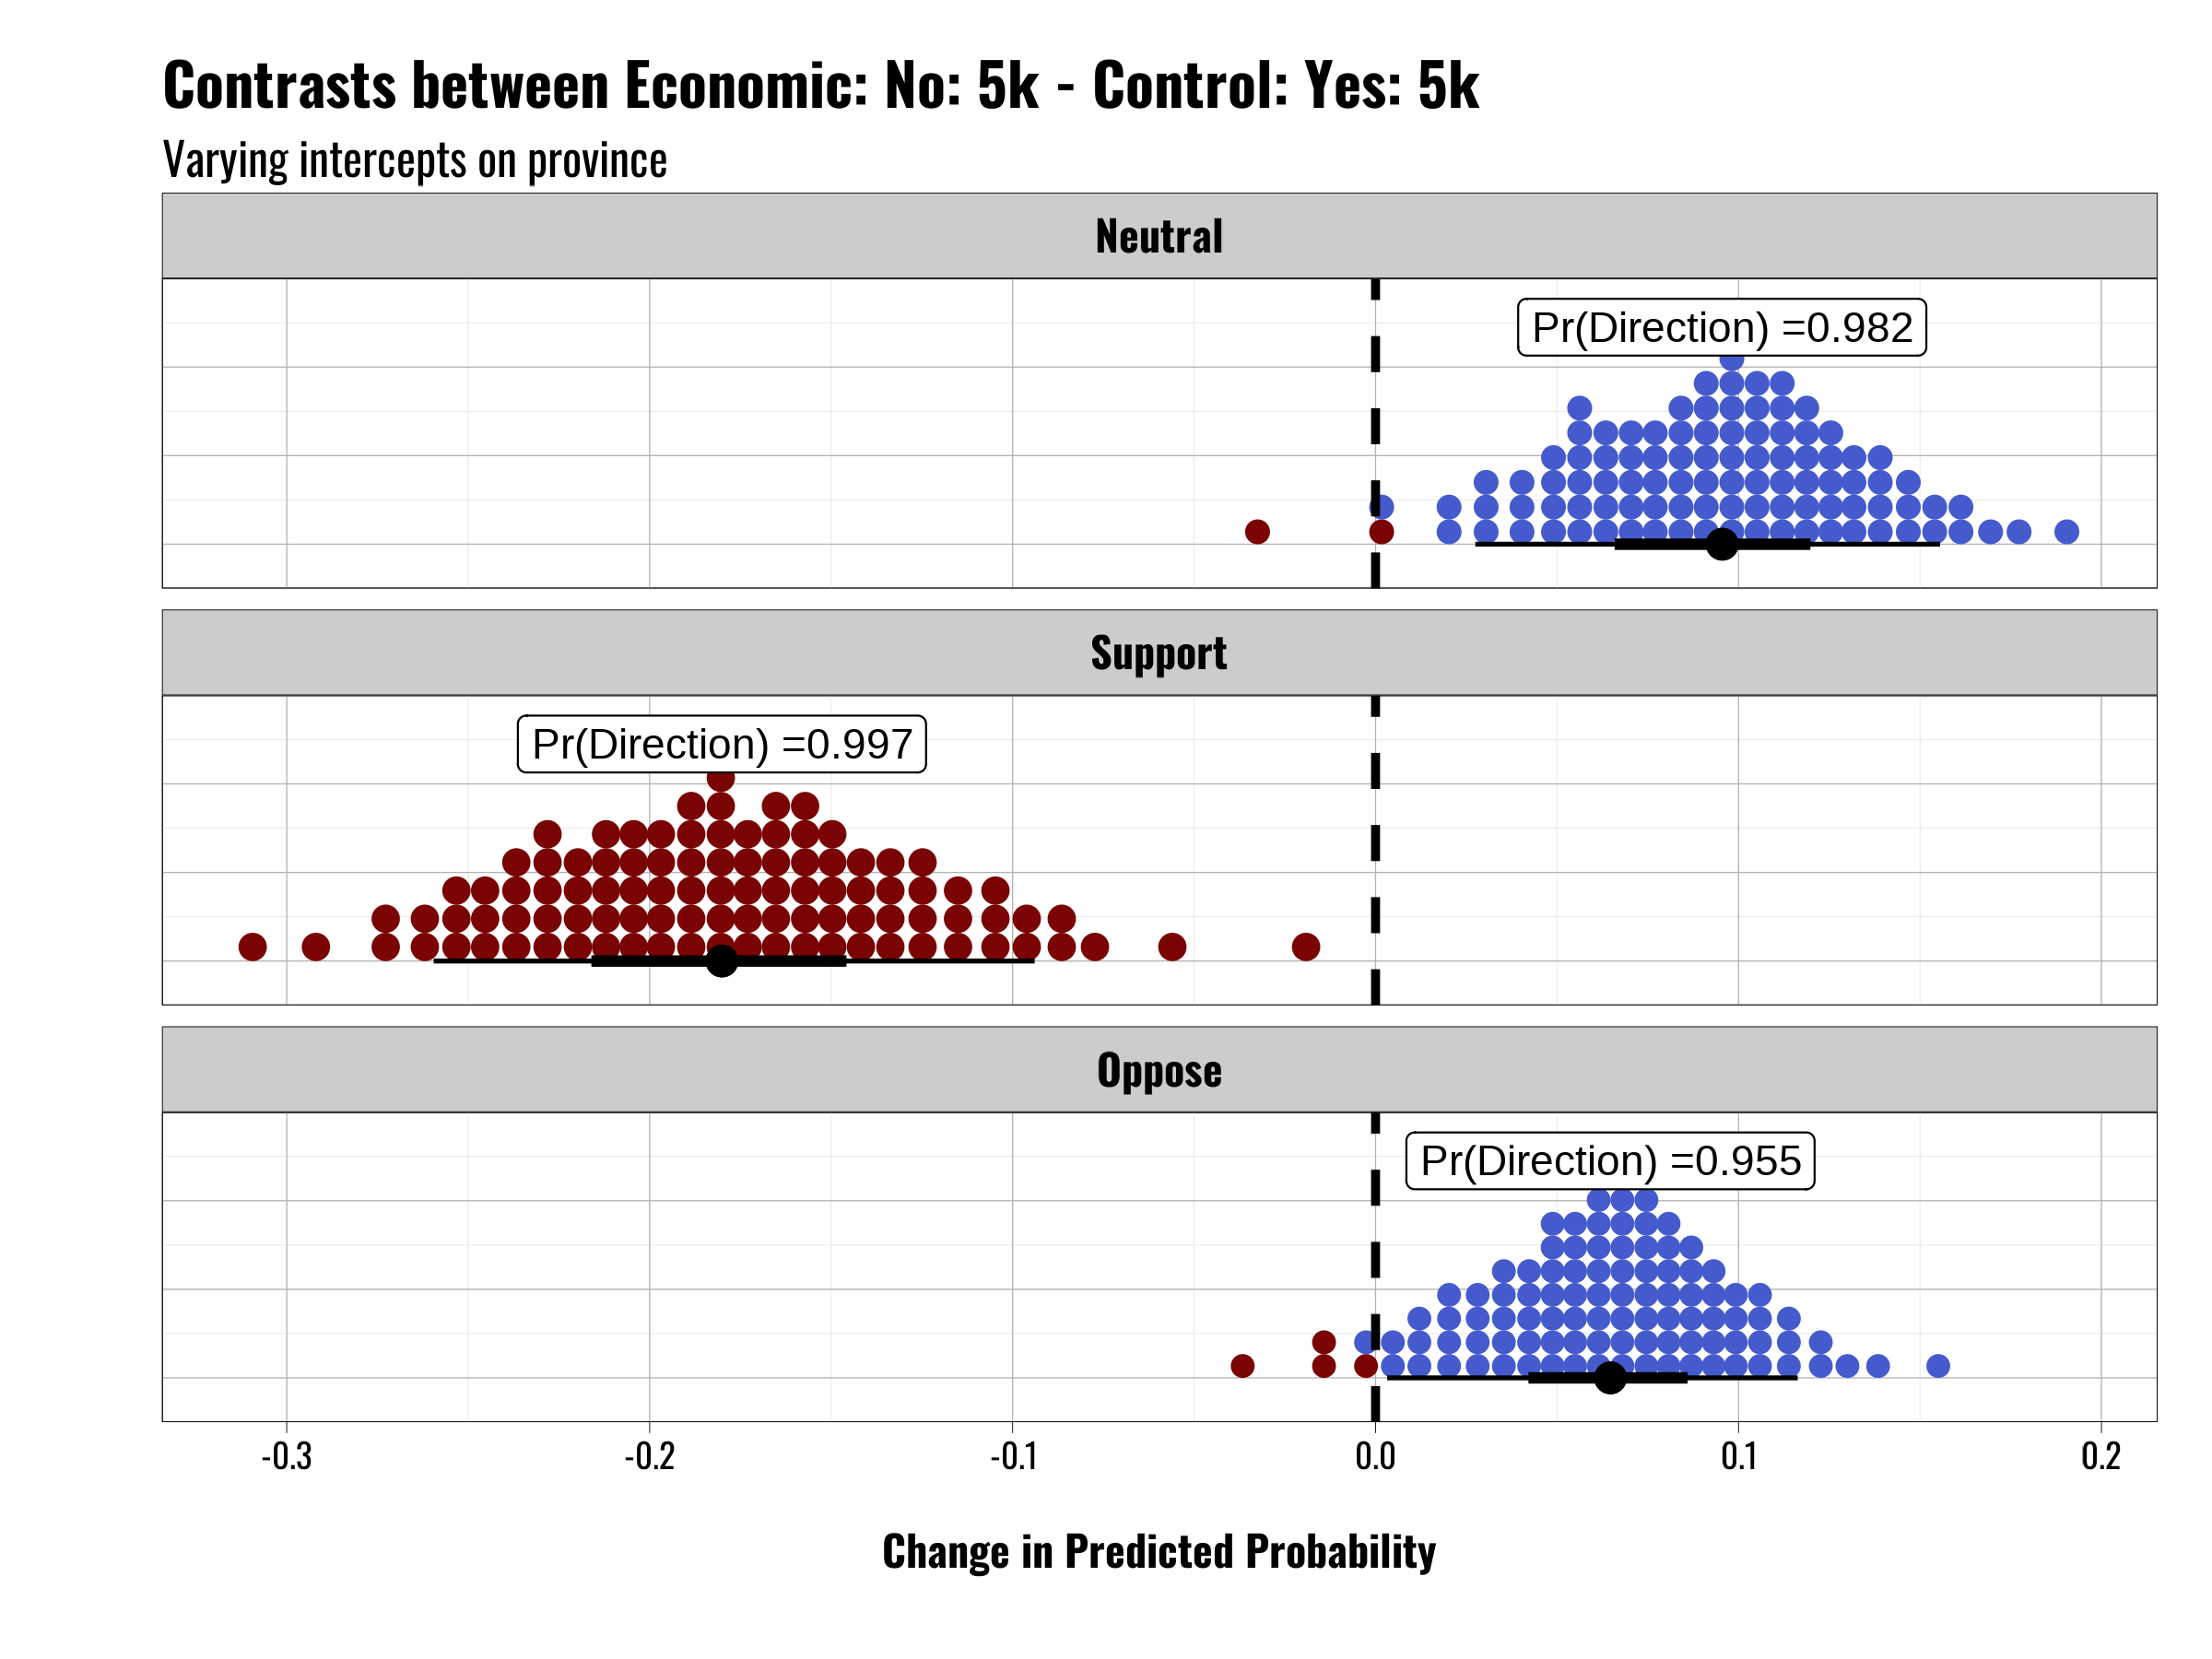 Contrasts between Economic: No: 5k - Control: Yes: 5k
Varying intercepts on province
Neutral
Pr(Direction) =0.982
Support
Pr(Direction) =0.997
Oppose
Pr(Direction) =0.955
-0.3 -0.2 -0.1 0.0 0.1 0.2
Change in Predicted Probability